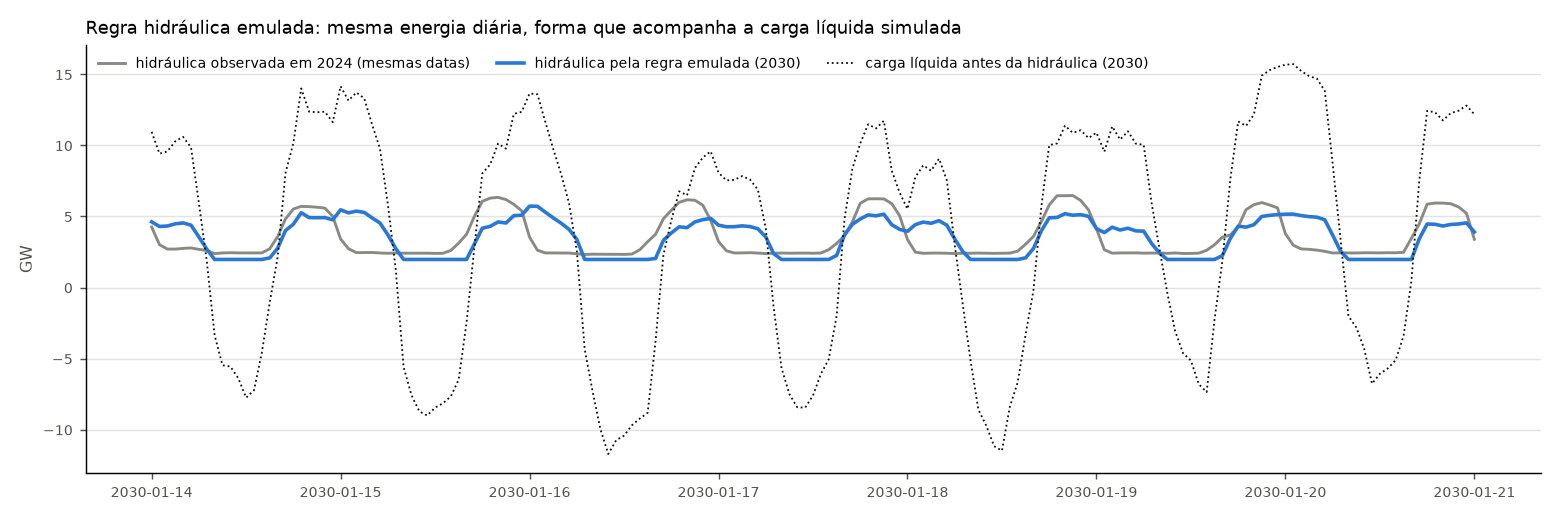 Regra hidráulica emulada: mesma energia diária, forma que acompanha a carga líquida simulada
hidráulica observada em 2024 (mesmas datas)
hidráulica pela regra emulada (2030)
carga líquida antes da hidráulica (2030)
GW
15
10
5
0
−5
−10
2030-01-14
2030-01-15
2030-01-16
2030-01-17
2030-01-18
2030-01-19
2030-01-20
2030-01-21